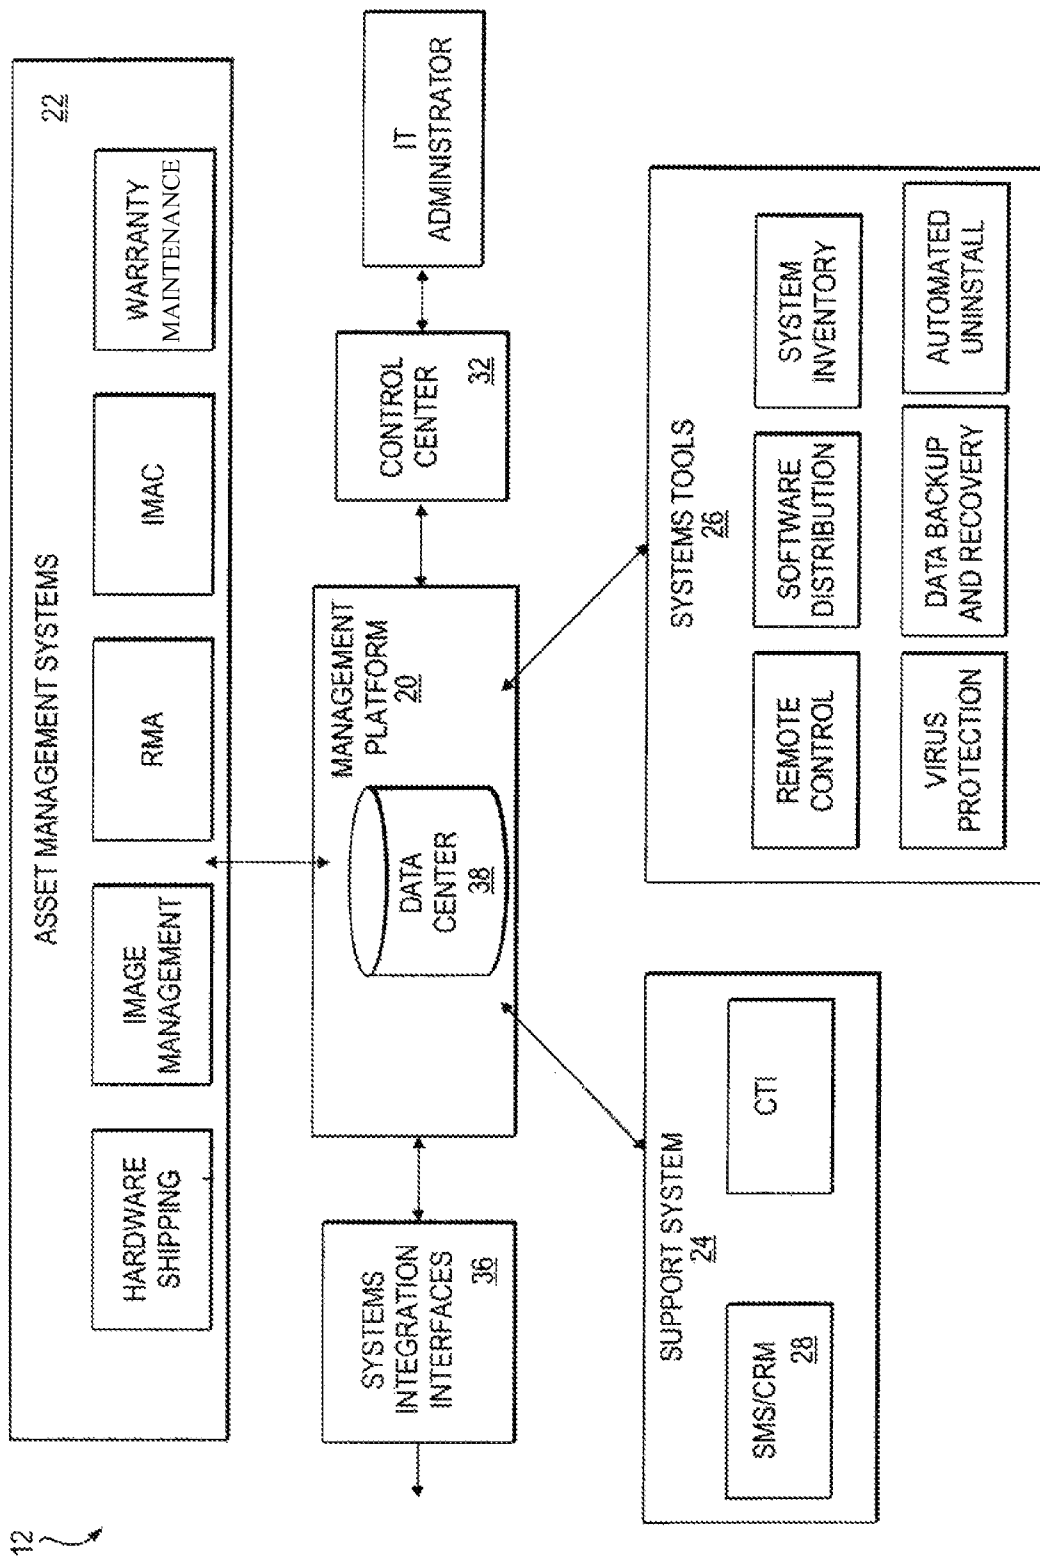 12
ASSET MANAGEMENT SYSTEMS
22
HARDWARE
SHIPPING
IMAGE
MANAGEMENT
RMA
IMAC
WARRANTY
MAINTENANCE
SYSTEMS
INTEGRATION
INTERFACES
36
MANAGEMENT
PLATFORM
20
DATA
CENTER
38
CONTROL
CENTER
32
IT
ADMINISTRATOR
SUPPORT SYSTEM
24
SMS/CRM
28
CTI
SYSTEMS TOOLS
26
REMOTE
CONTROL
SOFTWARE
DISTRIBUTION
SYSTEM
INVENTORY
VIRUS
PROTECTION
DATA BACKUP
AND RECOVERY
AUTOMATED
UNINSTALL